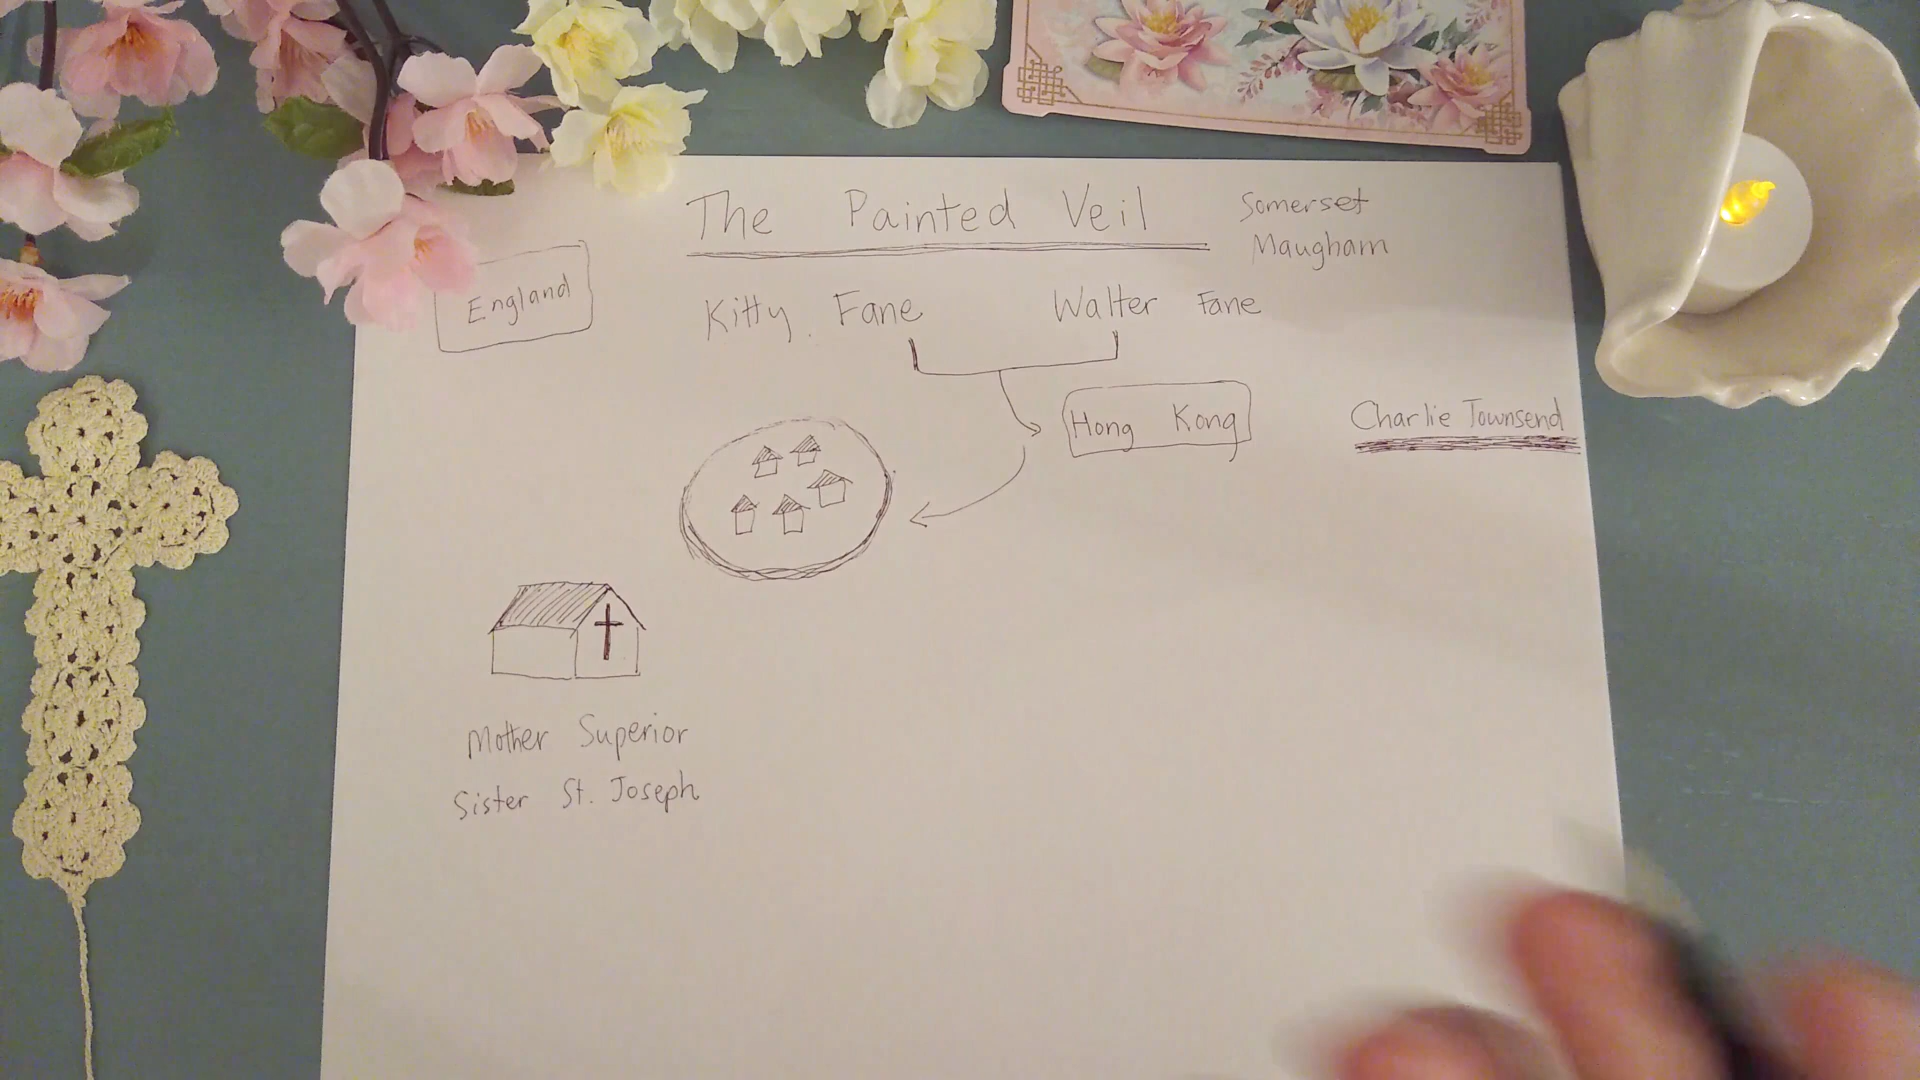 The Painted Veil
Somerset
Maugham
England
Kitty Fane
Walter Fane
Hong Kong
Charlie Townsend
Mother Superior
Sister St. Joseph